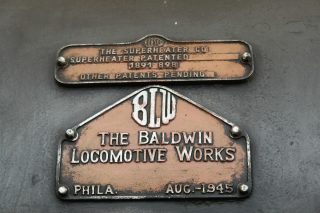 THE SUPERHEATER CO.
SUPERHEATER PATENTED
OTHER PATENTS PENDING
BLW
THE BALDWIN
LOCOMOTIVE WORKS
PHILA. AUG.-1945